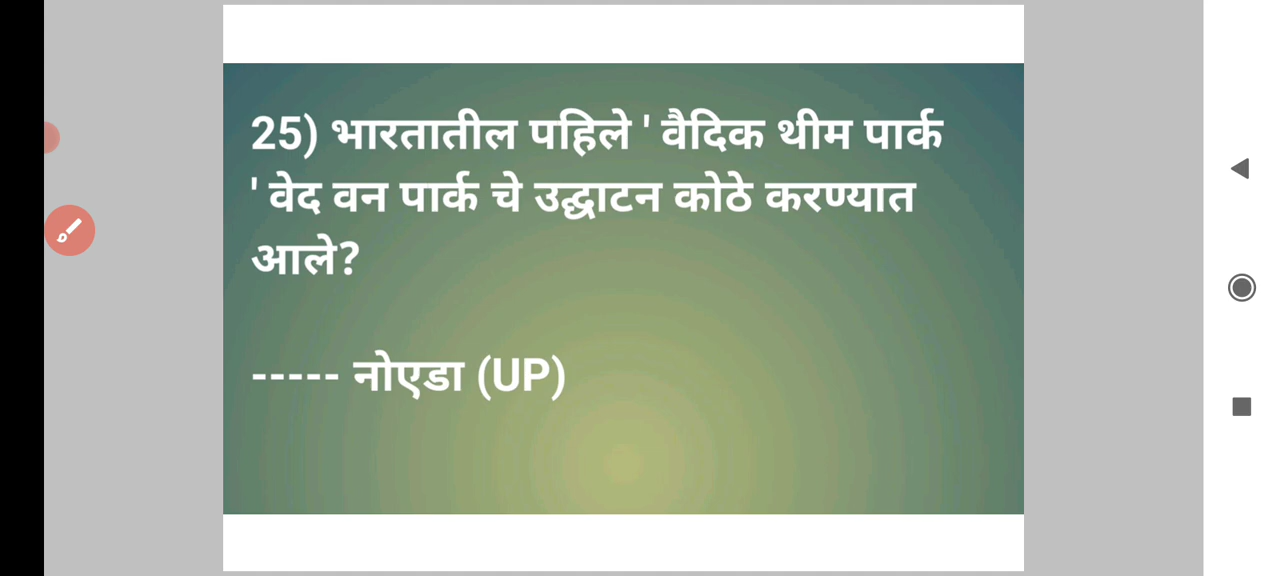 25) भारतातील पहिले ' वैदिक थीम पार्क
' वेद वन पार्क चे उद्घाटन कोठे करण्यात
आले?
----- नोएडा (UP)